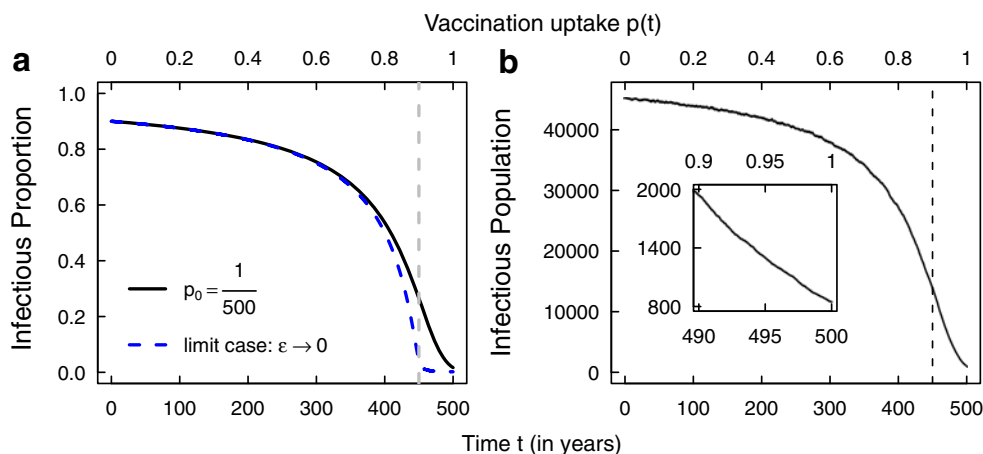 Vaccination uptake p(t)
a
0 0.2 0.4 0.6 0.8 1
Infectious Proportion
1.0
0.8
0.6
0.4
0.2
0.0
p₀ = 1/500
limit case: ε → 0
0 100 200 300 400 500
b
0 0.2 0.4 0.6 0.8 1
Infectious Population
40000
30000
20000
10000
0
0.9 0.95 1
2000
1400
800
490 495 500
0 100 200 300 400 500
Time t (in years)